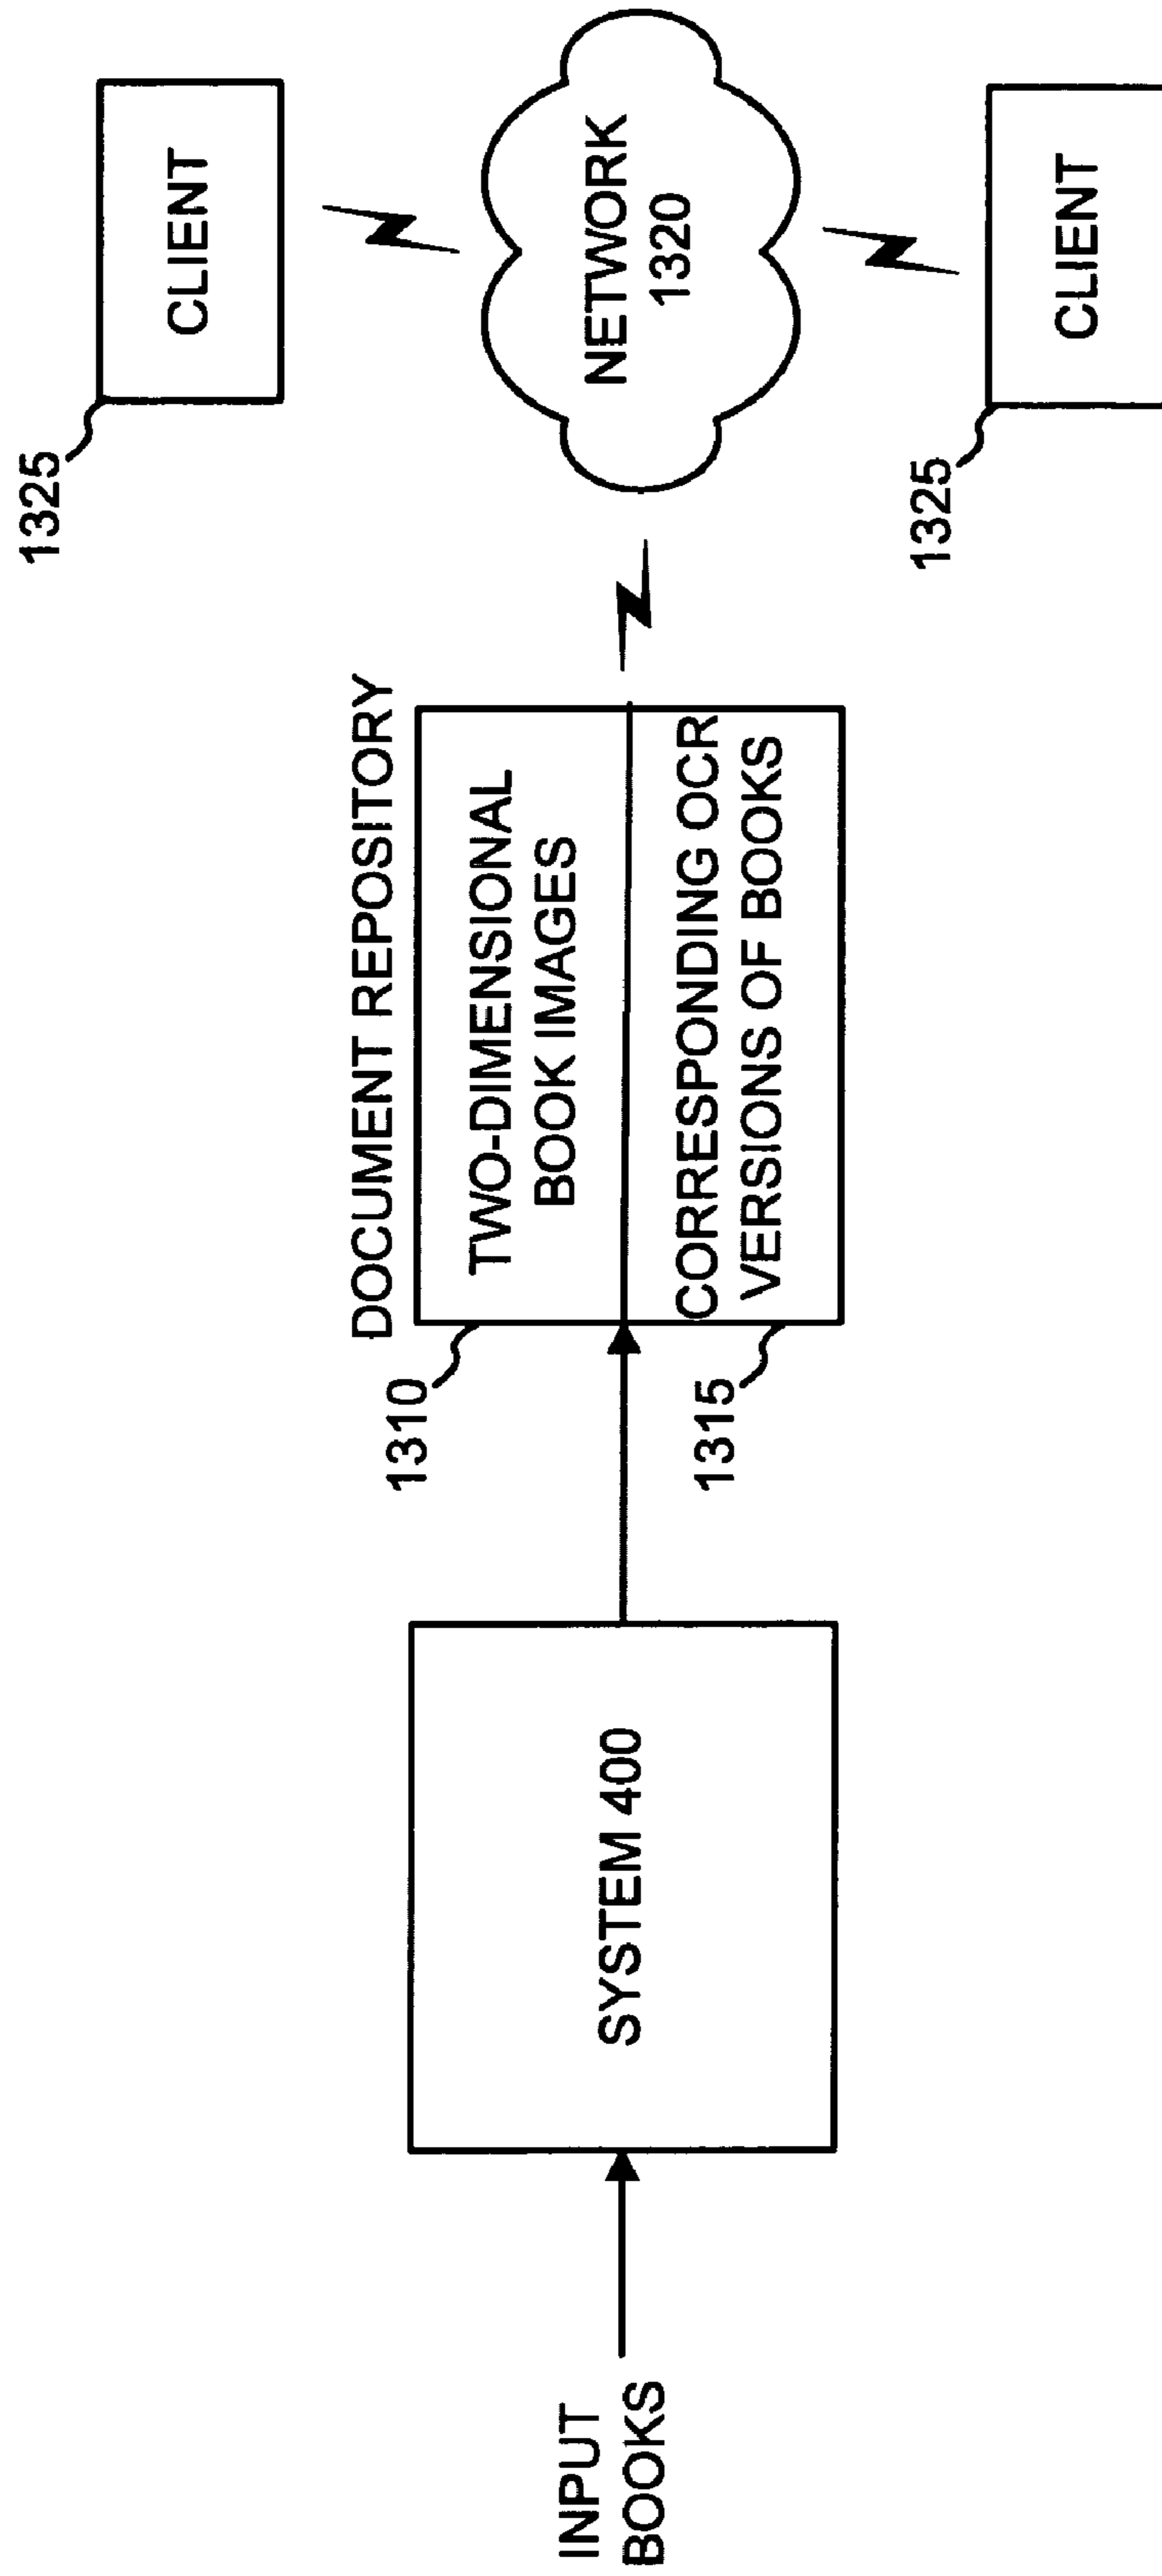 INPUT
BOOKS
SYSTEM 400
DOCUMENT REPOSITORY
1310
TWO-DIMENSIONAL
BOOK IMAGES
1315
CORRESPONDING OCR
VERSIONS OF BOOKS
1325
CLIENT
NETWORK
1320
1325
CLIENT